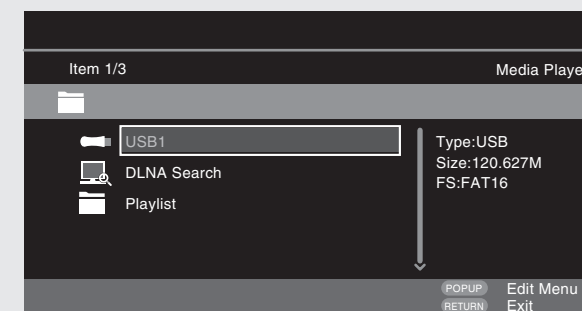 Item 1/3
Media Playe
USB1
DLNA Search
Playlist
Type:USB
Size:120.627M
FS:FAT16
POPUP Edit Menu
RETURN Exit